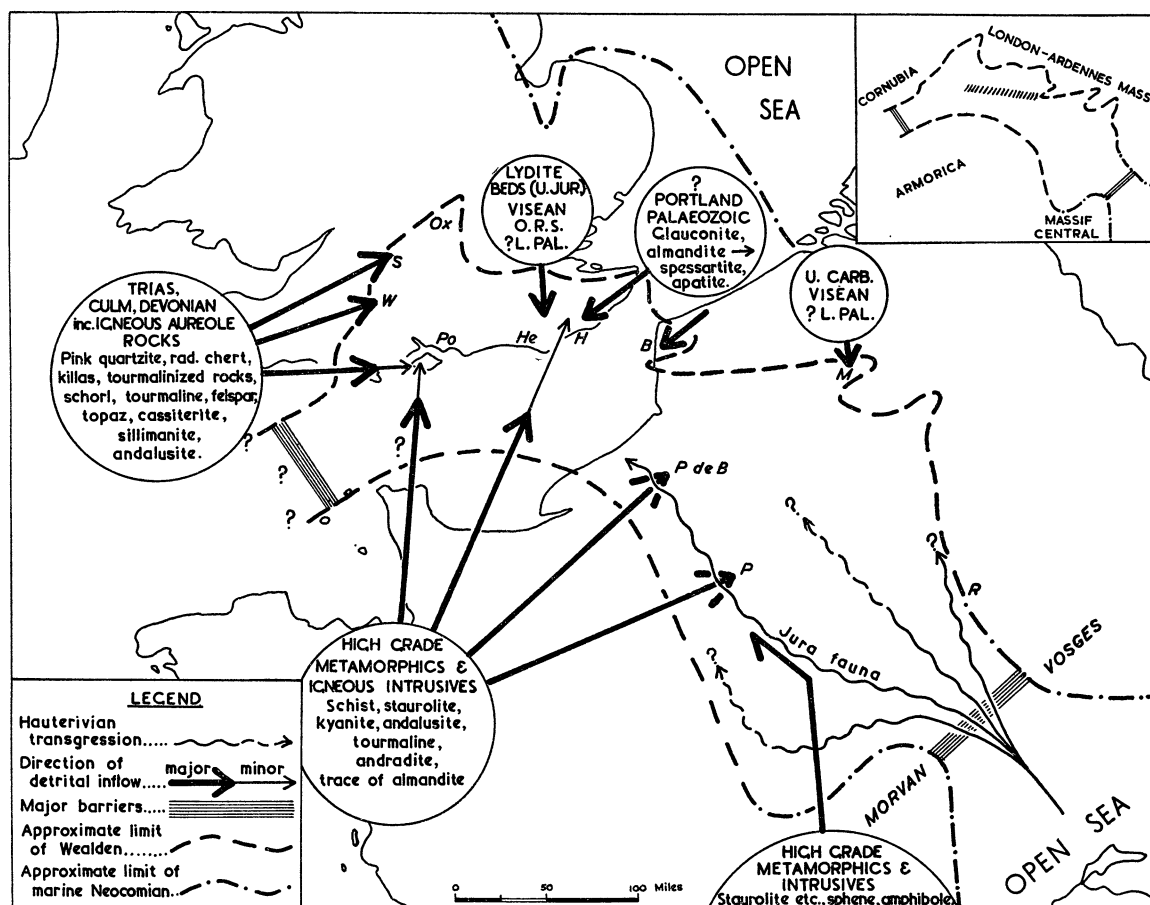 OPEN
SEA
LONDON-ARDENNES MASS
CORNUBIA
ARMORICA
MASSIF
CENTRAL
LYDITE
BEDS (U.JUR.)
VISEAN
O.R.S.
?L. PAL.
?
PORTLAND
PALAEOZOIC
Glauconite,
almandite →
spessartite,
apatite.
U. CARB.
VISEAN
? L. PAL.
TRIAS,
CULM, DEVONIAN
inc. IGNEOUS AUREOLE
ROCKS
Pink quartzite, rad. chert,
killas, tourmalinized rocks,
schorl, tourmaline, felspar,
topaz, cassiterite,
sillimanite,
andalusite.
Ox
S
W
Po
He
H
B
M
?
?
?
?
?
P de B
P
?
?
?
R
Jura fauna
VOSGES
MORVAN
OPEN SEA
HIGH GRADE
METAMORPHICS &
IGNEOUS INTRUSIVES
Schist, staurolite,
kyanite, andalusite,
tourmaline,
andradite,
trace of almandite
HIGH GRADE
METAMORPHICS &
INTRUSIVES
Staurolite etc., sphene, amphibole,
LEGEND
Hauterivian
transgression.....
Direction of
detrital inflow.. major minor
Major barriers.....
Approximate limit
of Wealden........
Approximate limit of
marine Neocomian..
0 50 100 Miles